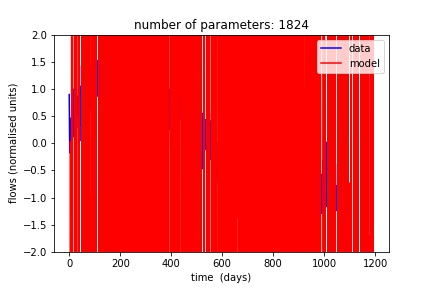 number of parameters: 1824
data
model
2.0
1.5
1.0
0.5
0.0
−0.5
−1.0
−1.5
−2.0
flows (normalised units)
0 200 400 600 800 1000 1200
time (days)